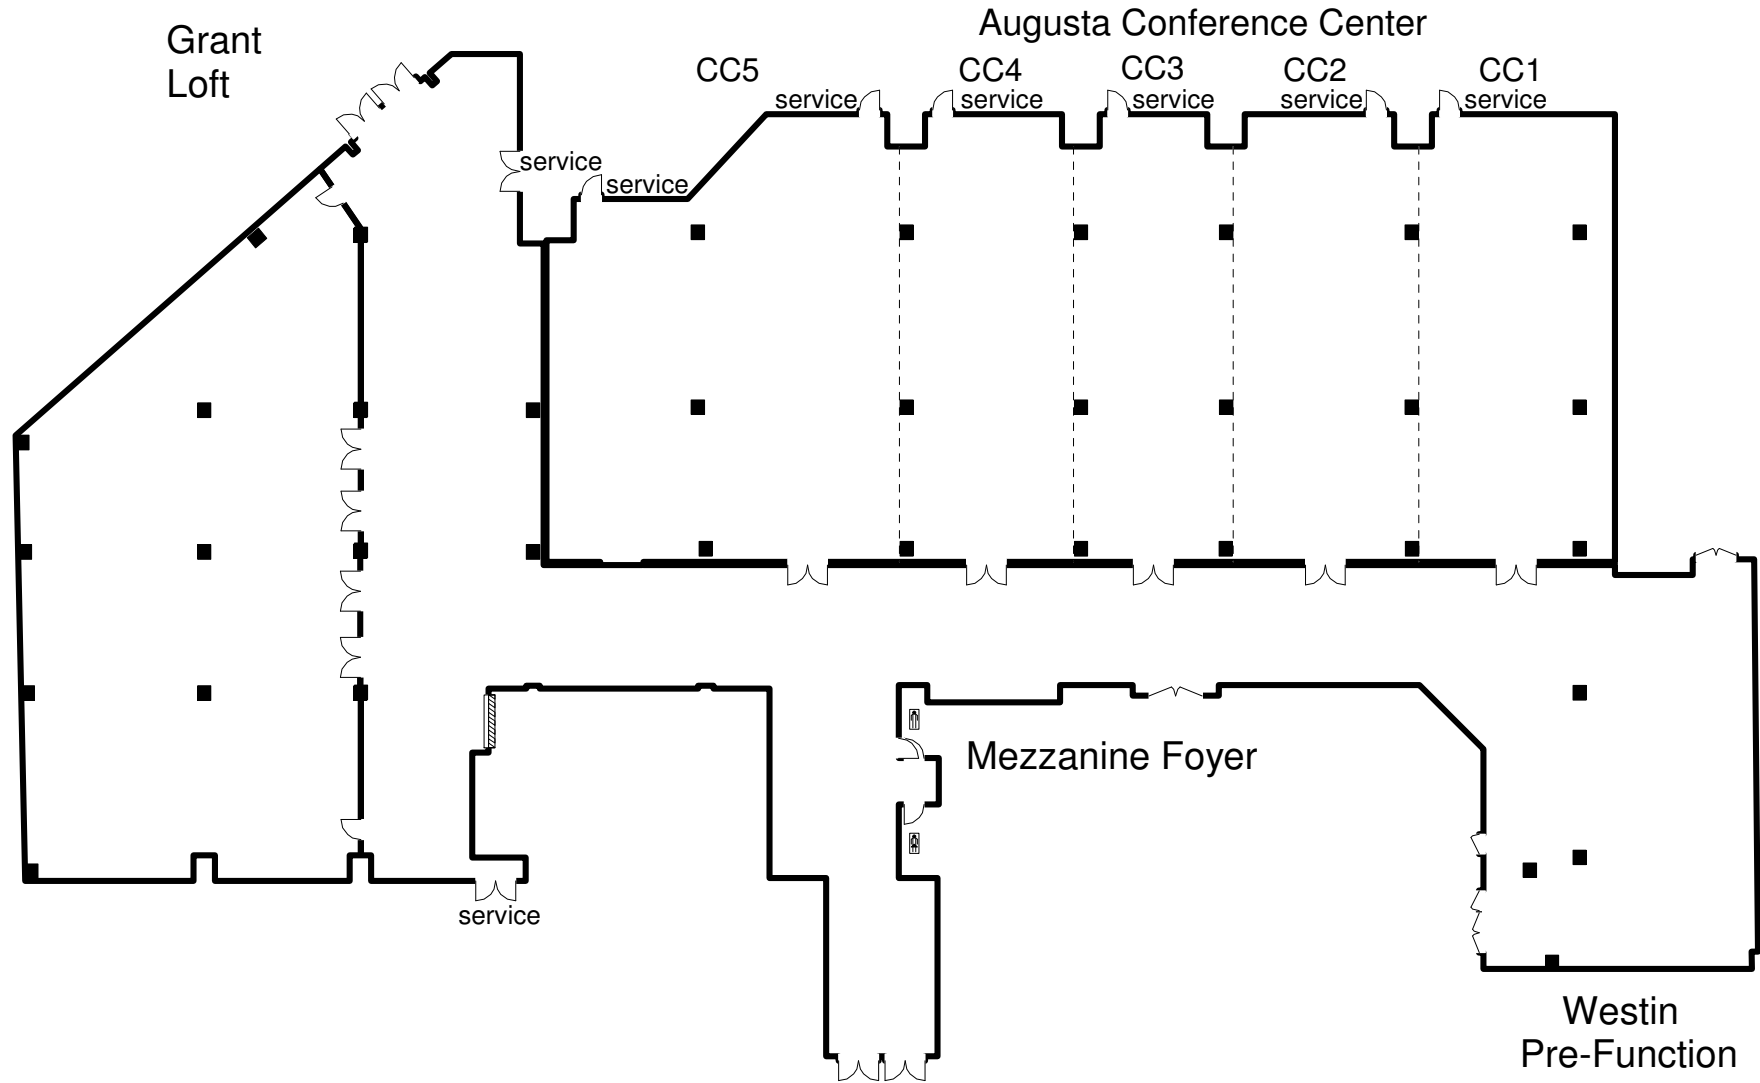 Augusta Conference Center
Grant
Loft
CC5
CC4
CC3
CC2
CC1
service
service
service
service
service
service
service
Mezzanine Foyer
service
Westin
Pre-Function